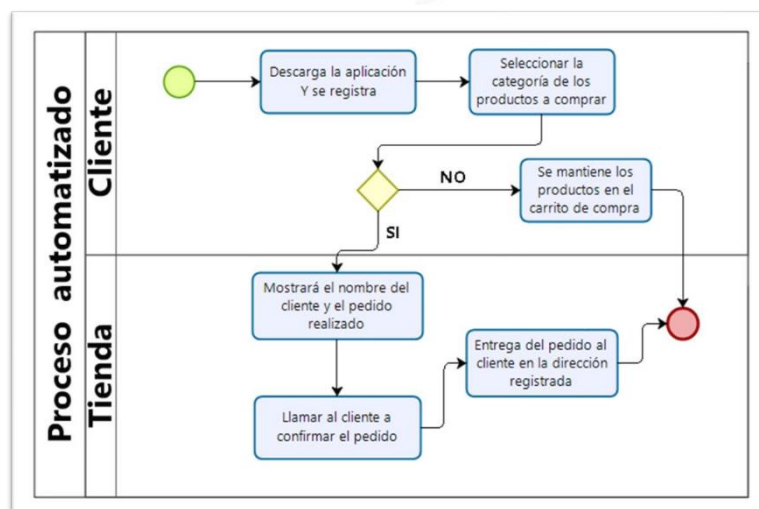 Proceso automatizado
Cliente
Descarga la aplicación
Y se registra
Seleccionar la
categoría de los
productos a comprar
NO
Se mantiene los
productos en el
carrito de compra
SI
Tienda
Mostrará el nombre del
cliente y el pedido
realizado
Entrega del pedido al
cliente en la dirección
registrada
Llamar al cliente a
confirmar el pedido